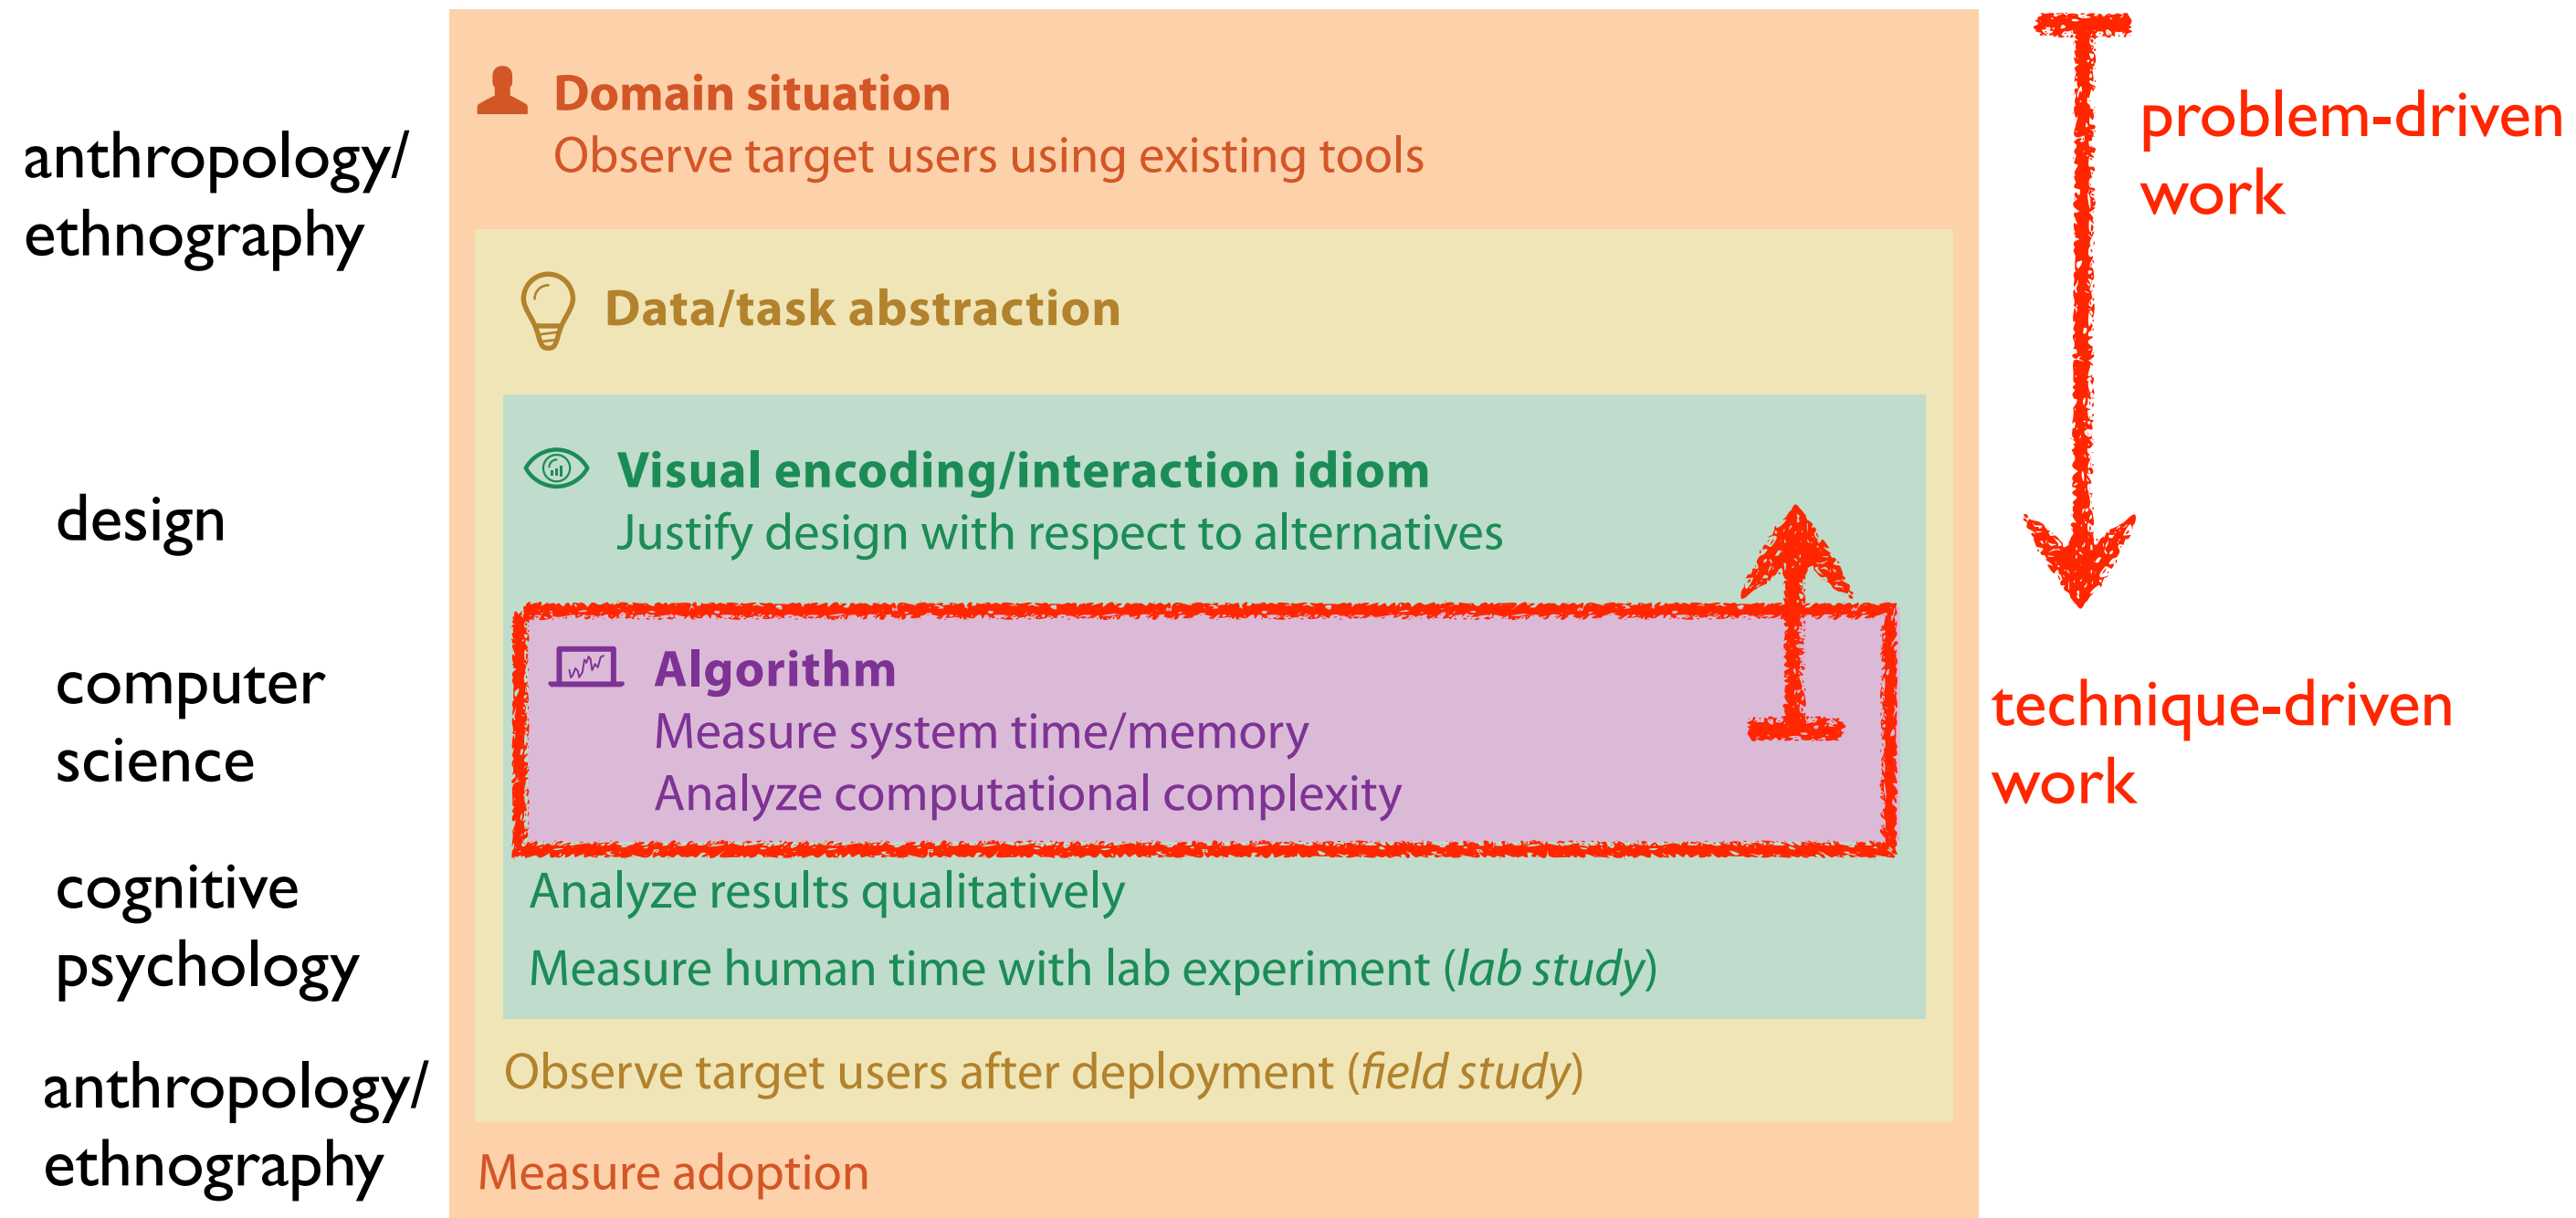 anthropology/
ethnography
design
computer
science
cognitive
psychology
anthropology/
ethnography
Domain situation
Observe target users using existing tools
Data/task abstraction
Visual encoding/interaction idiom
Justify design with respect to alternatives
Algorithm
Measure system time/memory
Analyze computational complexity
Analyze results qualitatively
Measure human time with lab experiment (lab study)
Observe target users after deployment (field study)
Measure adoption
problem-driven
work
technique-driven
work